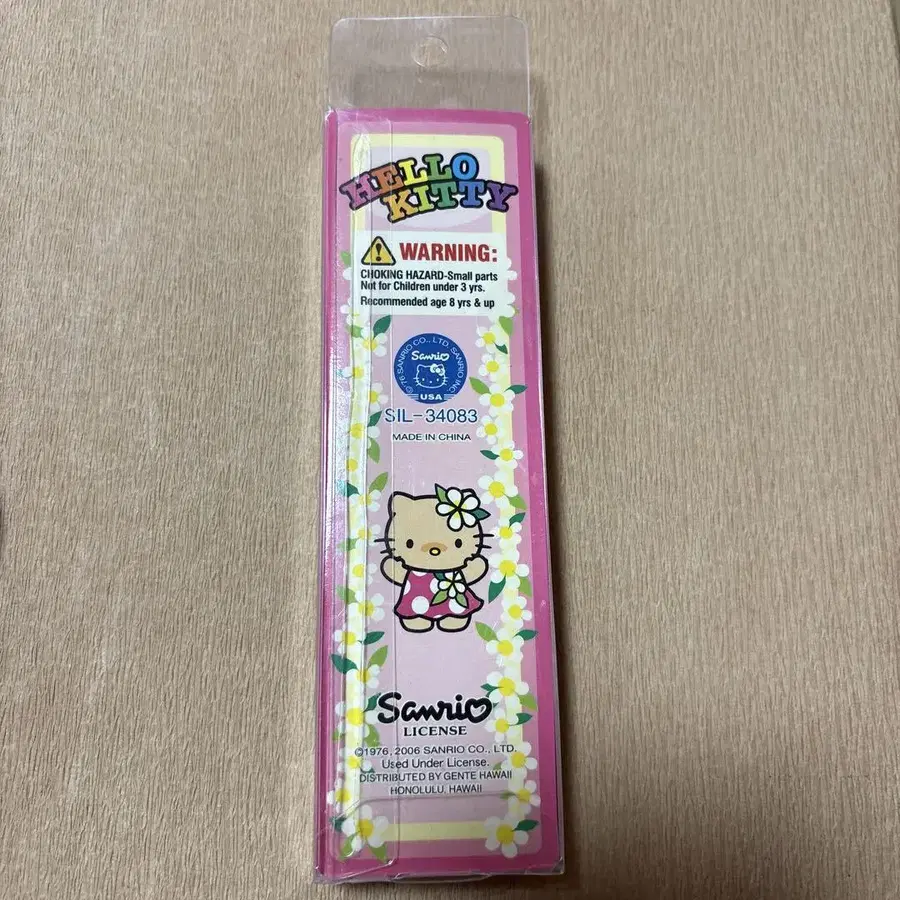 HELLO
KITTY
WARNING:
CHOKING HAZARD-Small parts
Not for Children under 3 yrs.
Recommended age 8 yrs & up
© '76 SANRIO CO., LTD. SANRIO INC.
Sanrio
USA
SIL-34083
MADE IN CHINA
Sanrio
LICENSE
©1976, 2006 SANRIO CO., LTD.
Used Under License.
DISTRIBUTED BY GENTE HAWAII
HONOLULU, HAWAII